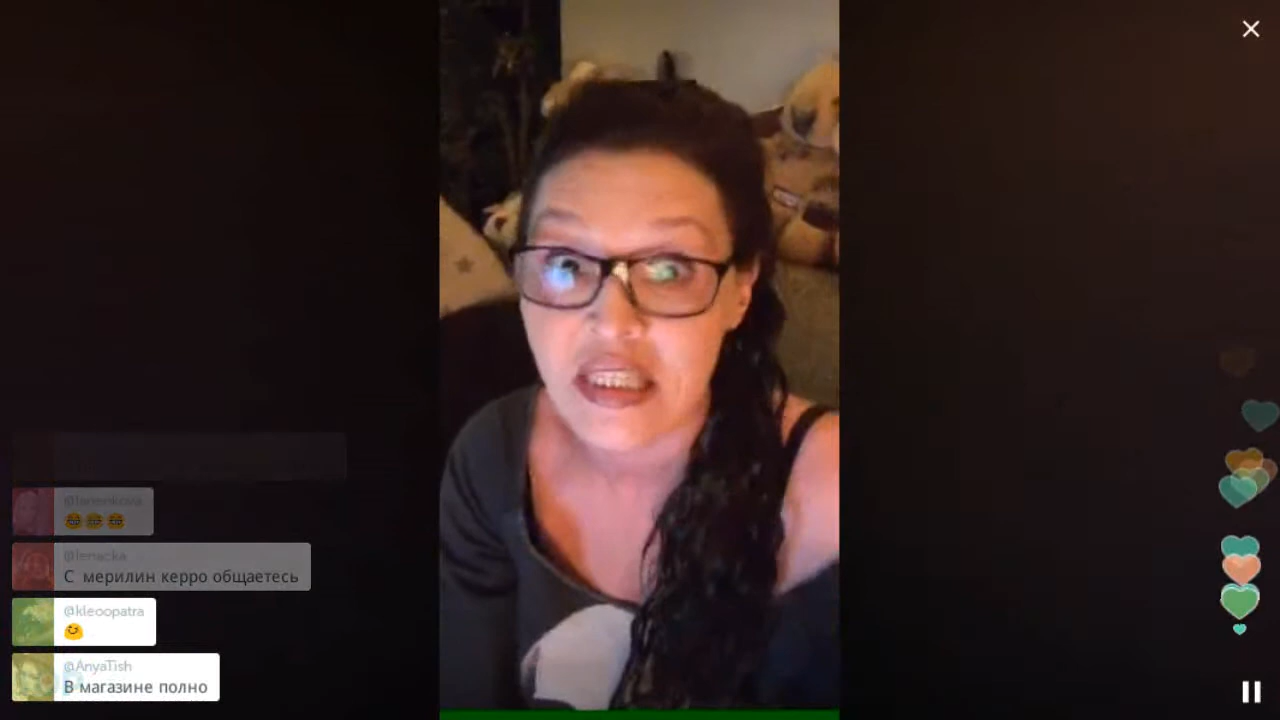 😂😂😂
@lenacka
С мерилин керро общаетесь
@kleoopatra
😋
@AnyaTish
В магазине полно